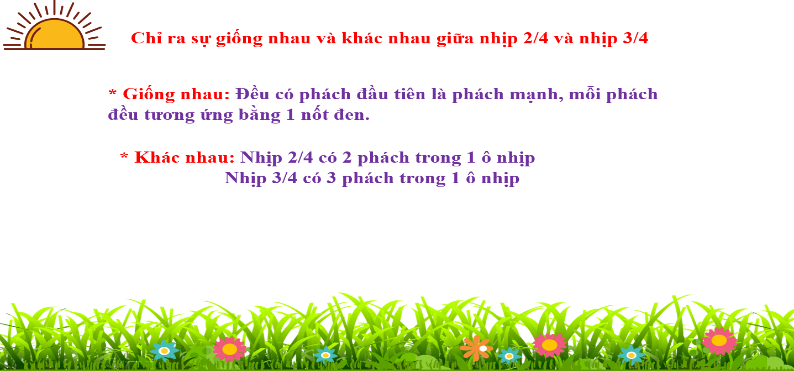 Chỉ ra sự giống nhau và khác nhau giữa nhịp 2/4 và nhịp 3/4
* Giống nhau: Đều có phách đầu tiên là phách mạnh, mỗi phách
đều tương ứng bằng 1 nốt đen.
* Khác nhau: Nhịp 2/4 có 2 phách trong 1 ô nhịp
Nhịp 3/4 có 3 phách trong 1 ô nhịp